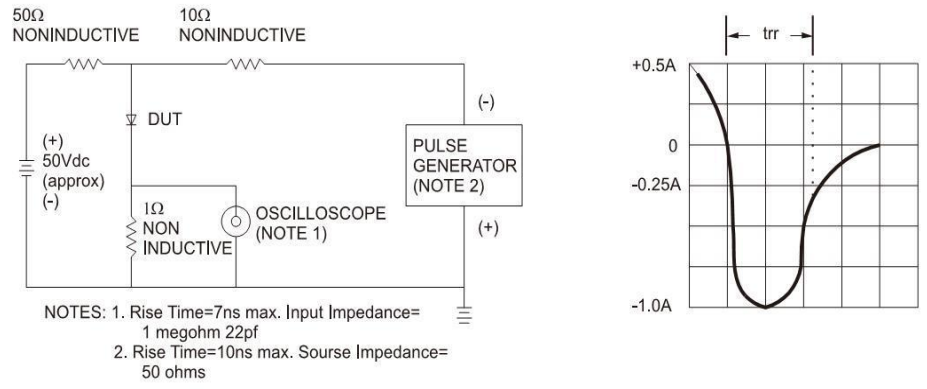 50Ω
NONINDUCTIVE
10Ω
NONINDUCTIVE
DUT
(+)
50Vdc
(approx)
(-)
1Ω
NON
INDUCTIVE
OSCILLOSCOPE
(NOTE 1)
(-)
PULSE
GENERATOR
(NOTE 2)
(+)
NOTES: 1. Rise Time=7ns max. Input Impedance=
1 megohm 22pf
2. Rise Time=10ns max. Sourse Impedance=
50 ohms
trr
+0.5A
0
-0.25A
-1.0A